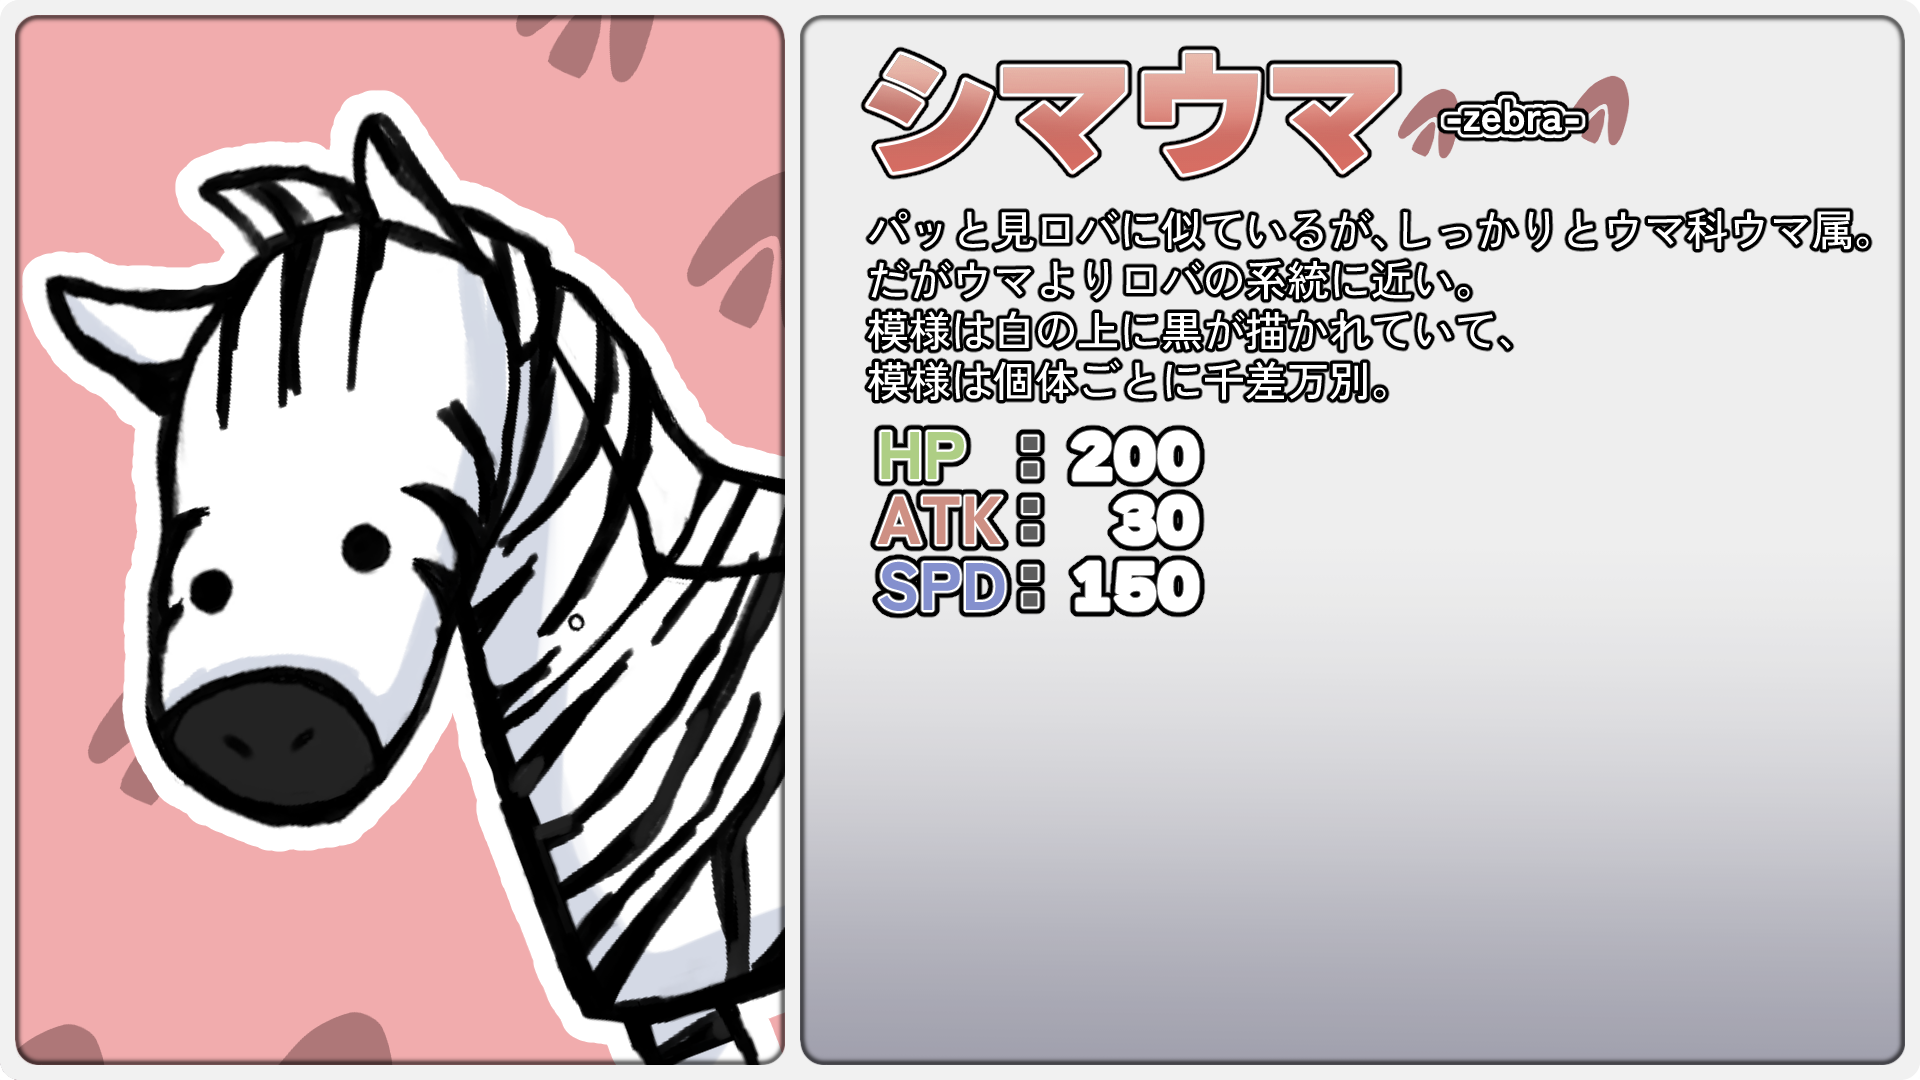 シマウマ -zebra-
パッと見ロバに似ているが、しっかりとウマ科ウマ属。
だがウマよりロバの系統に近い。
模様は白の上に黒が描かれていて、
模様は個体ごとに千差万別。
HP : 200
ATK : 30
SPD : 150